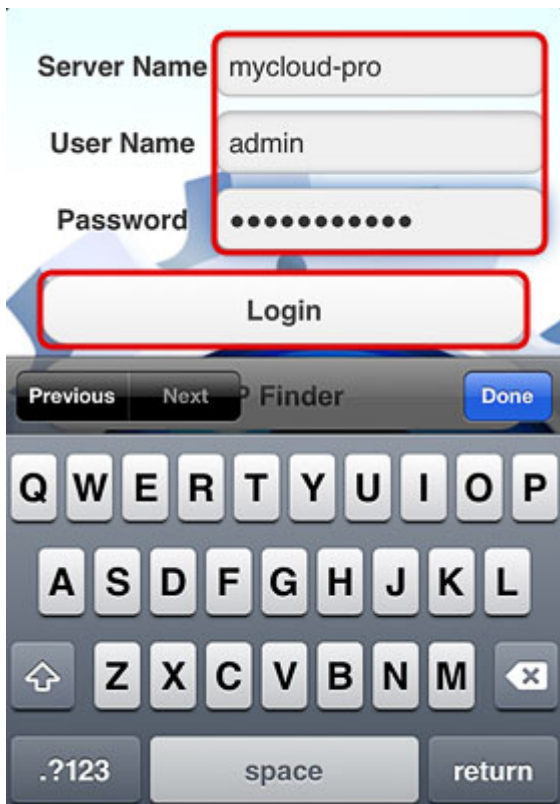 Server Name mycloud-pro
User Name admin
Password ●●●●●●●●●●●
Login
Previous Next P Finder Done
Q W E R T Y U I O P
A S D F G H J K L
Z X C V B N M
.?123 space return